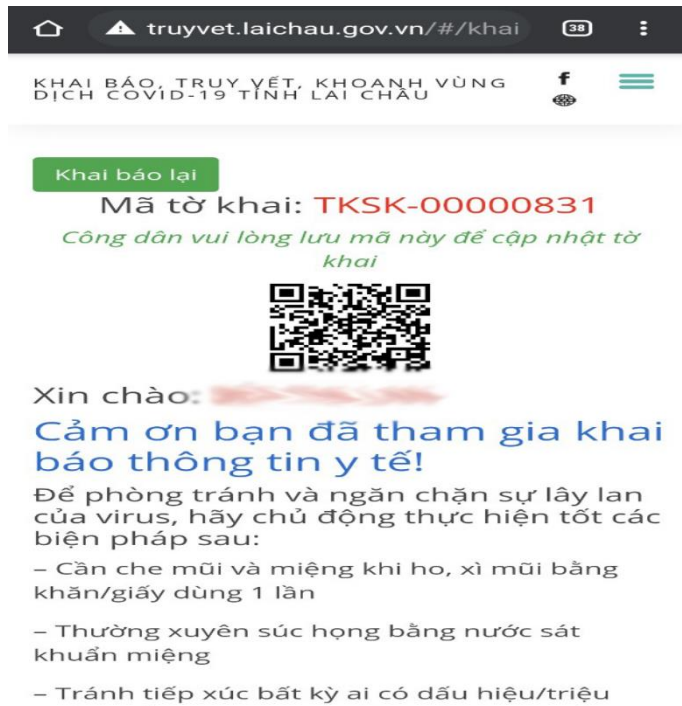 truyvet.laichau.gov.vn/#/khai
38
KHAI BÁO, TRUY VẾT, KHOANH VÙNG
DỊCH COVID-19 TỈNH LAI CHÂU
f
Khai báo lại
Mã tờ khai: TKSK-00000831
Công dân vui lòng lưu mã này để cập nhật tờ
khai
Xin chào:
Cảm ơn bạn đã tham gia khai
báo thông tin y tế!
Để phòng tránh và ngăn chặn sự lây lan
của virus, hãy chủ động thực hiện tốt các
biện pháp sau:
– Cần che mũi và miệng khi ho, xì mũi bằng
khăn/giấy dùng 1 lần
– Thường xuyên súc họng bằng nước sát
khuẩn miệng
– Tránh tiếp xúc bất kỳ ai có dấu hiệu/triệu